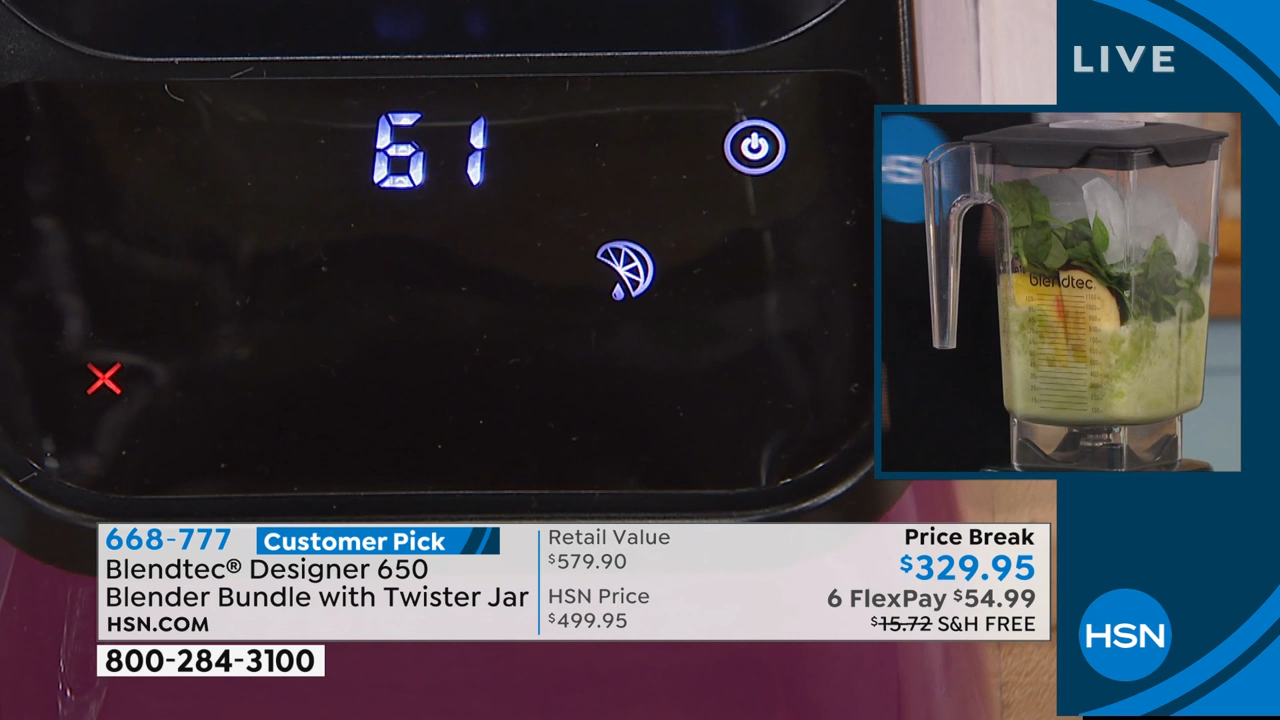 61
LIVE
HSN
blendtec
668-777 Customer Pick
Blendtec® Designer 650
Blender Bundle with Twister Jar
HSN.COM
Retail Value
$579.90
HSN Price
$499.95
Price Break
$329.95
6 FlexPay $54.99
$15.72 S&H FREE
800-284-3100
HSN